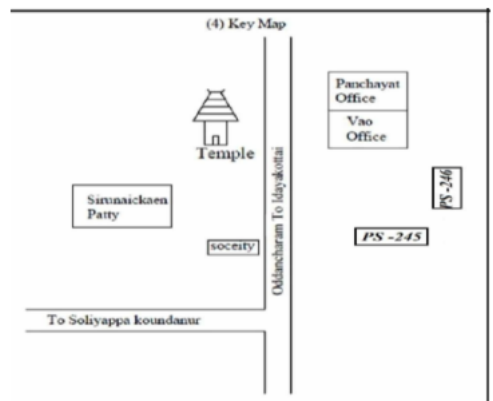 (4) Key Map
Panchayat
Office
Vao
Office
Temple
Oddancharam To Idayakottai
PS -246
Sirunaickaen
Patty
PS -245
soceity
To Soliyappa koundanur